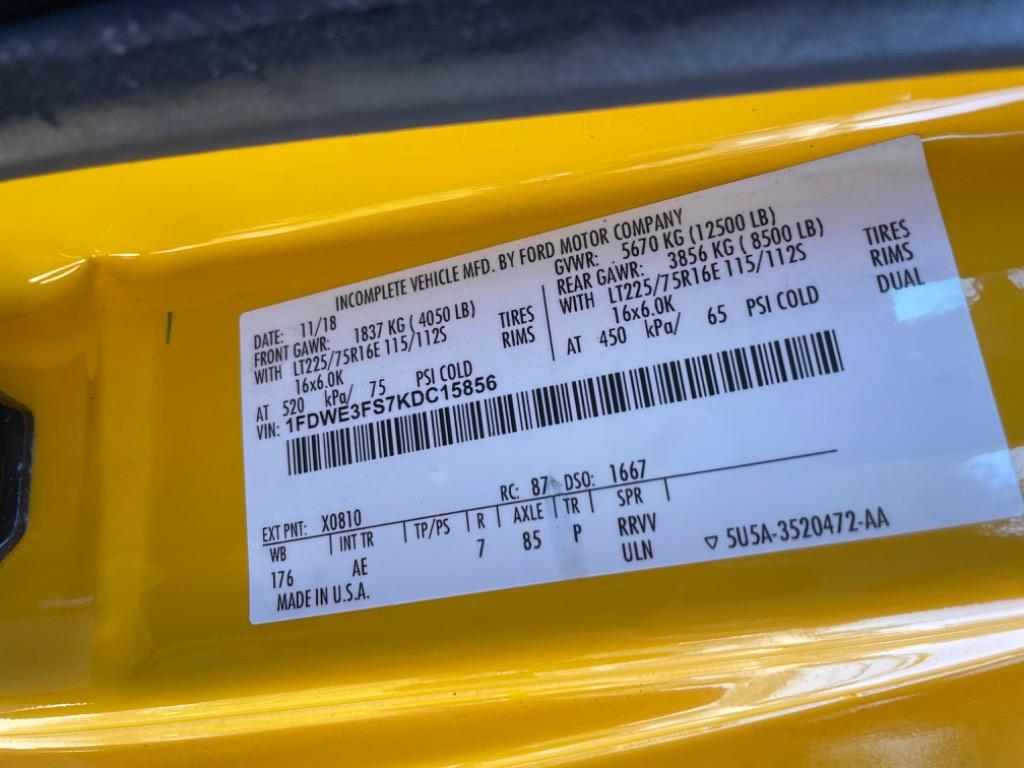 INCOMPLETE VEHICLE MFD. BY FORD MOTOR COMPANY
DATE: 11/18 GVWR: 5670 KG (12500 LB)
FRONT GAWR: 1837 KG ( 4050 LB) REAR GAWR: 3856 KG ( 8500 LB)
WITH LT225/75R16E 115/112S TIRES WITH LT225/75R16E 115/112S TIRES
16x6.0K RIMS 16x6.0K RIMS
AT 520 kPa/ 75 PSI COLD AT 450 kPa/ 65 PSI COLD DUAL
VIN: 1FDWE3FS7KDC15856
EXT PNT: X0810 RC: 87 DSO: 1667
WB INT TR TP/PS R AXLE TR SPR
176 AE 7 85 P RRVV
ULN
MADE IN U.S.A. ▽ 5U5A-3520472-AA